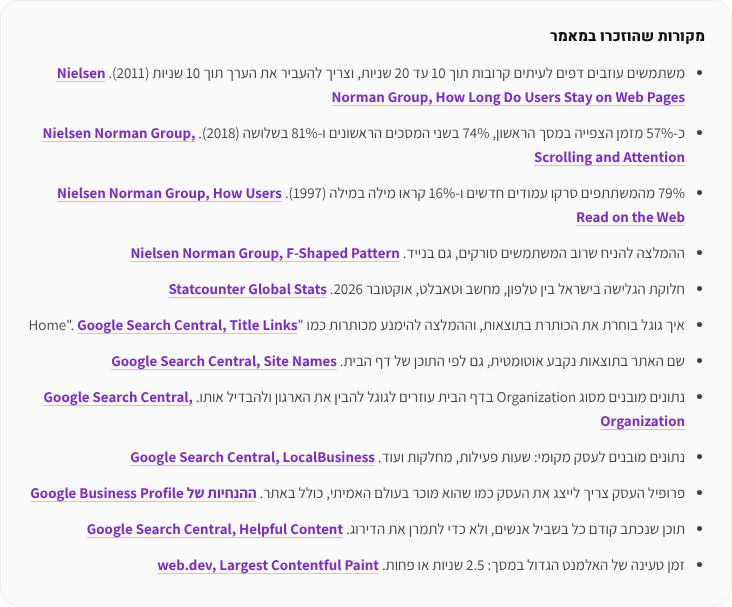 מקורות שהוזכרו במאמר
משתמשים עוזבים דפים לעיתים קרובות תוך 10 עד 20 שניות, וצריך להעביר את הערך תוך 10 שניות (2011). Nielsen
Norman Group, How Long Do Users Stay on Web Pages
כ-57% מזמן הצפייה במסך הראשון, 74% בשני המסכים הראשונים ו-81% בשלושה (2018). Nielsen Norman Group,
Scrolling and Attention
79% מהמשתתפים סרקו עמודים חדשים ו-16% קראו מילה במילה (1997). Nielsen Norman Group, How Users
Read on the Web
ההמלצה להניח שרוב המשתמשים סורקים, גם בנייד. Nielsen Norman Group, F-Shaped Pattern
חלוקת הגלישה בישראל בין טלפון, מחשב וטאבלט, אוקטובר 2026. Statcounter Global Stats
איך גוגל בוחרת את הכותרת בתוצאות, וההמלצה להימנע מכותרות כמו "Home". Google Search Central, Title Links
שם האתר בתוצאות נקבע אוטומטית, גם לפי התוכן של דף הבית. Google Search Central, Site Names
נתונים מובנים מסוג Organization בדף הבית עוזרים לגוגל להבין את הארגון ולהבדיל אותו. Google Search Central,
Organization
נתונים מובנים לעסק מקומי: שעות פעילות, מחלקות ועוד. Google Search Central, LocalBusiness
פרופיל העסק צריך לייצג את העסק כמו שהוא מוכר בעולם האמיתי, כולל באתר. ההנחיות של Google Business Profile
תוכן שנכתב קודם כל בשביל אנשים, ולא כדי לתמרן את הדירוג. Google Search Central, Helpful Content
זמן טעינה של האלמנט הגדול במסך: 2.5 שניות או פחות. web.dev, Largest Contentful Paint